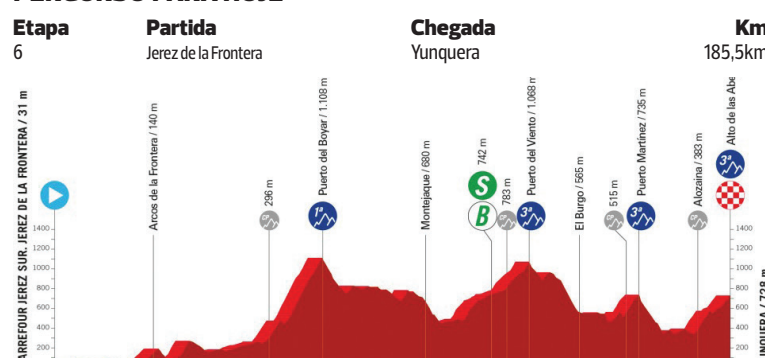 Etapa Partida Chegada Km
6 Jerez de la Frontera Yunquera 185,5km
ARREFOUR JEREZ SUR. JEREZ DE LA FRONTERA / 31 m
Arcos de la Frontera / 140 m
296 m
Puerto del Boyar / 1.108 m
1ª
Montejaque / 680 m
742 m
S
B
783 m
Puerto del Viento / 1.068 m
3ª
El Burgo / 565 m
515 m
Puerto Martínez / 735 m
3ª
Alozaina / 383 m
Alto de las Abe
3ª
1400
1200
1000
800
600
400
200
1400
1200
1000
800
600
400
200
NQUERA / 728 m